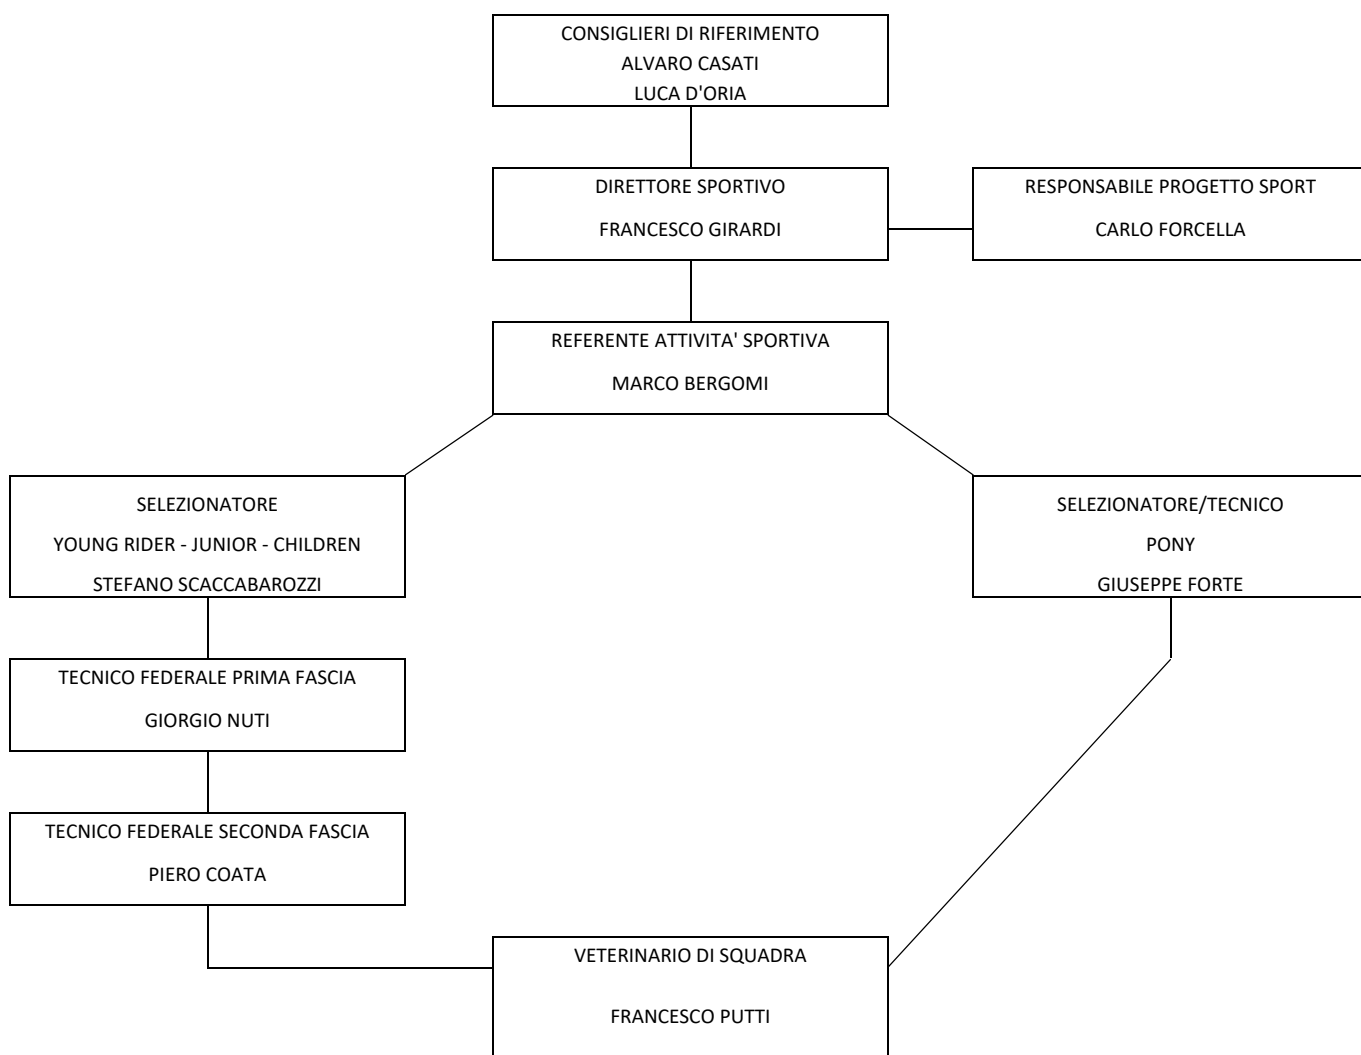 CONSIGLIERI DI RIFERIMENTO
ALVARO CASATI
LUCA D'ORIA
DIRETTORE SPORTIVO
FRANCESCO GIRARDI
RESPONSABILE PROGETTO SPORT
CARLO FORCELLA
REFERENTE ATTIVITA' SPORTIVA
MARCO BERGOMI
SELEZIONATORE
YOUNG RIDER - JUNIOR - CHILDREN
STEFANO SCACCABAROZZI
SELEZIONATORE/TECNICO
PONY
GIUSEPPE FORTE
TECNICO FEDERALE PRIMA FASCIA
GIORGIO NUTI
TECNICO FEDERALE SECONDA FASCIA
PIERO COATA
VETERINARIO DI SQUADRA
FRANCESCO PUTTI